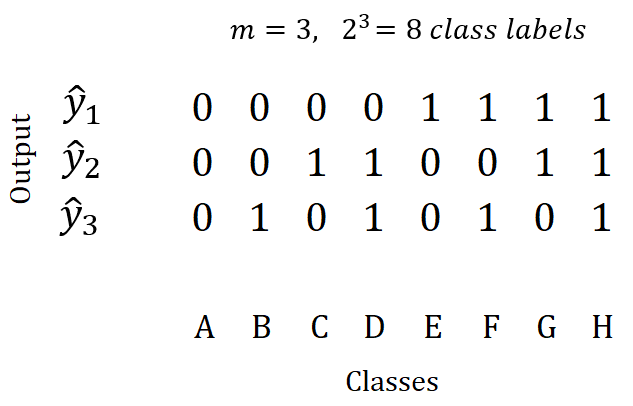 m = 3, 2³ = 8 class labels
Output
ŷ₁ 0 0 0 0 1 1 1 1
ŷ₂ 0 0 1 1 0 0 1 1
ŷ₃ 0 1 0 1 0 1 0 1
A B C D E F G H
Classes